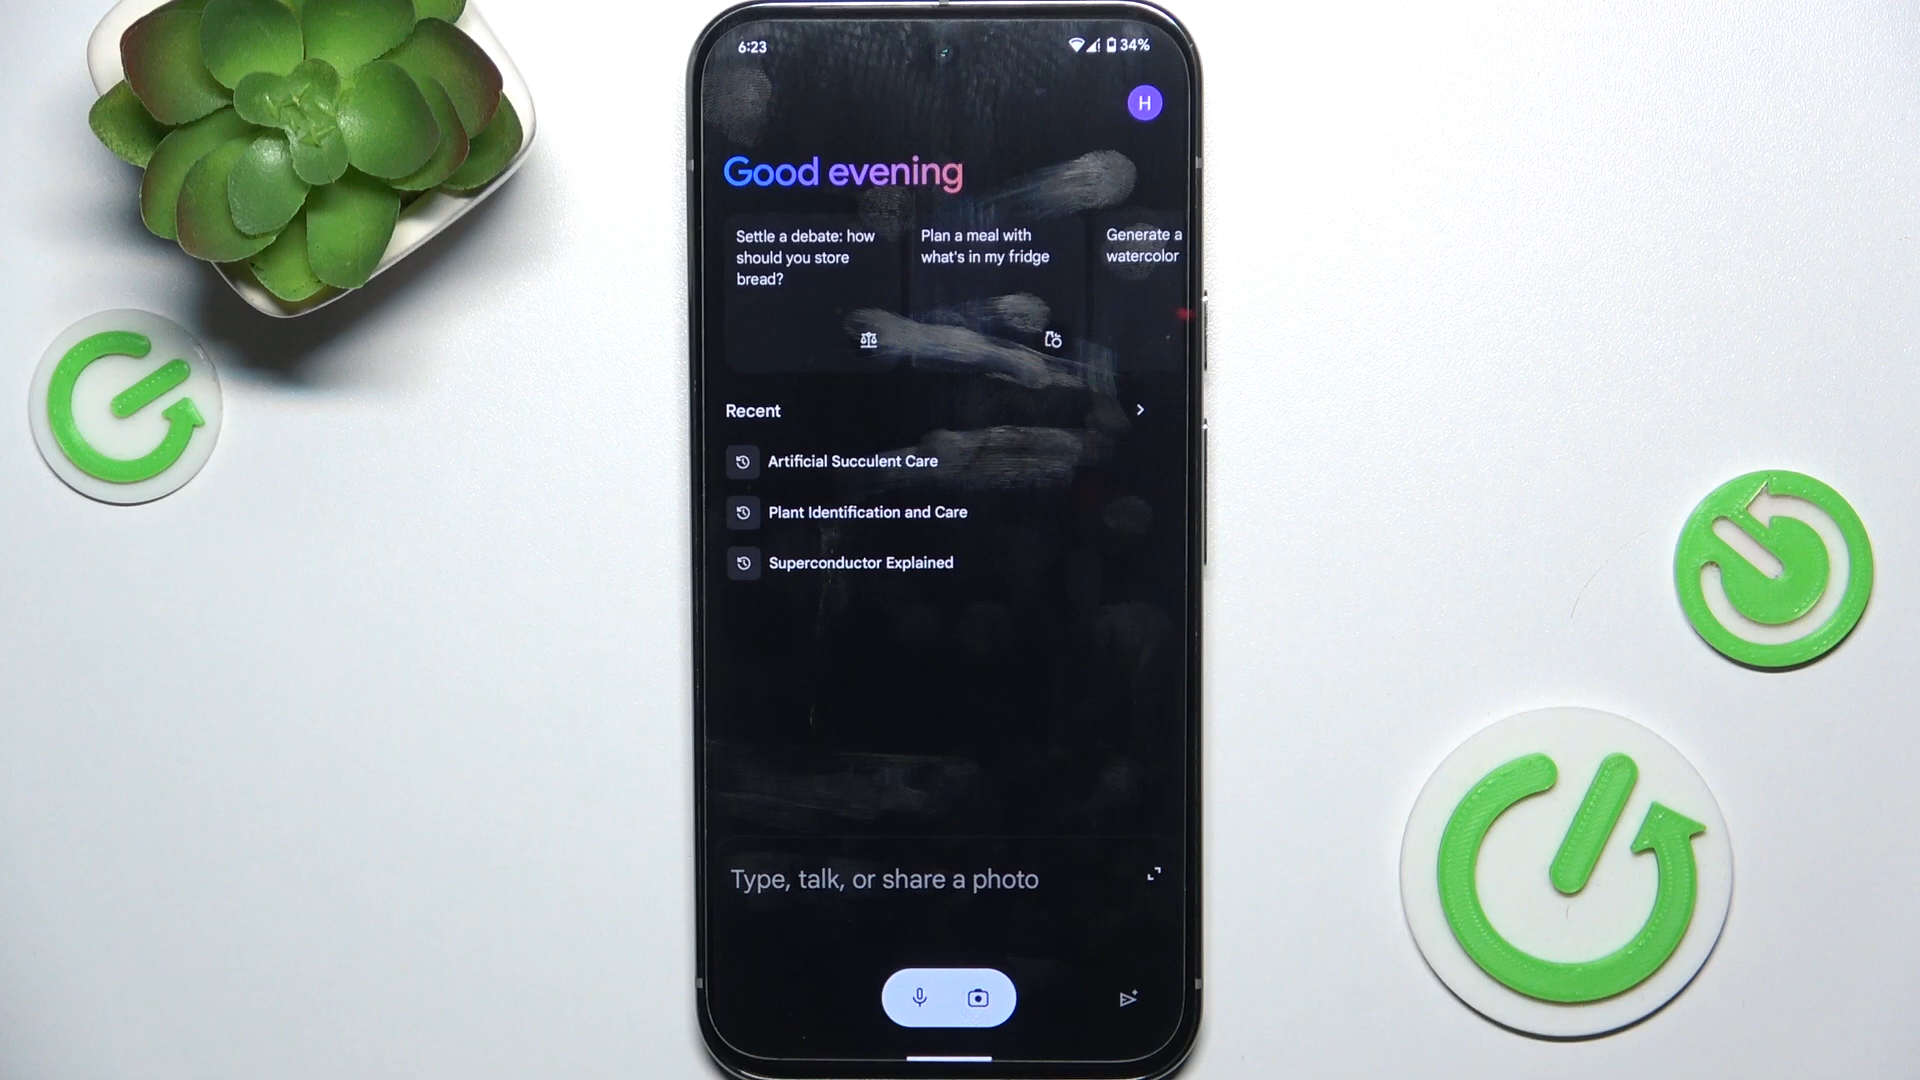 6:23
34%
H
Good evening
Settle a debate: how
should you store
bread?
Plan a meal with
what's in my fridge
Generate a
watercolor
Recent
Artificial Succulent Care
Plant Identification and Care
Superconductor Explained
Type, talk, or share a photo